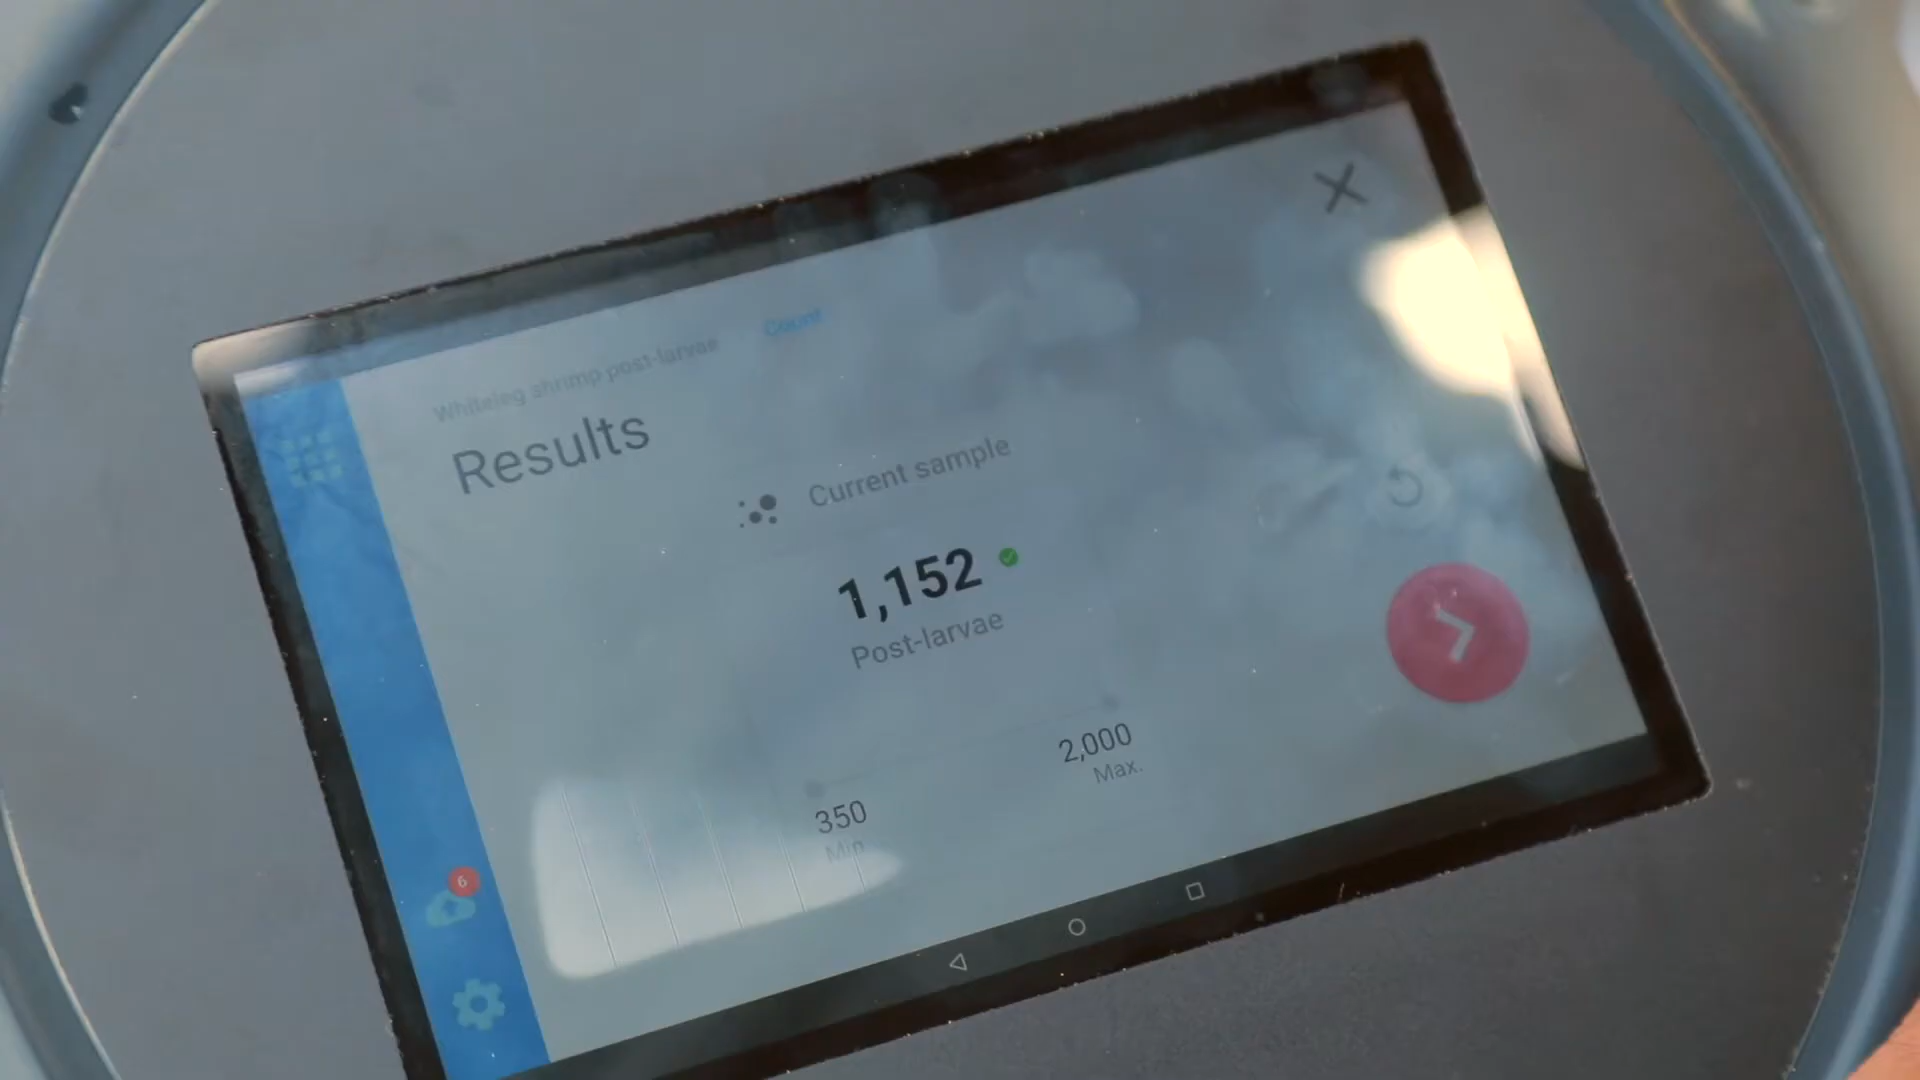 Whiteleg shrimp post-larvae Count
Results
Current sample
1,152
Post-larvae
350
Min.
2,000
Max.
6